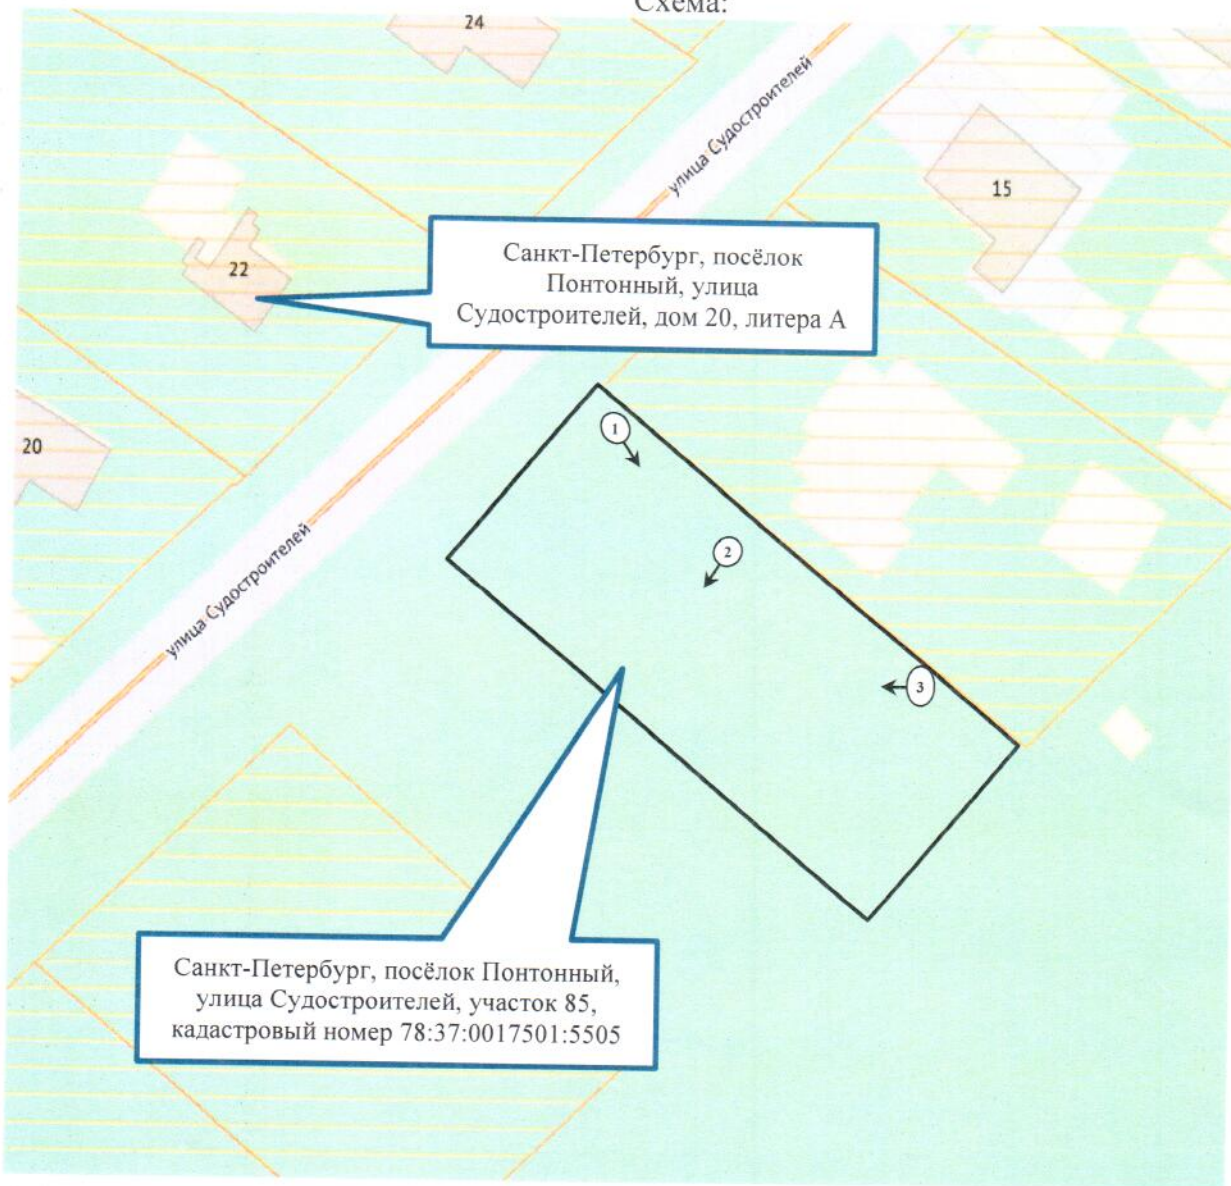 Схема:
24
улица Судостроителей
15
22
Санкт-Петербург, посёлок
Понтонный, улица
Судостроителей, дом 20, литера А
20
1
2
улица Судостроителей
3
Санкт-Петербург, посёлок Понтонный,
улица Судостроителей, участок 85,
кадастровый номер 78:37:0017501:5505